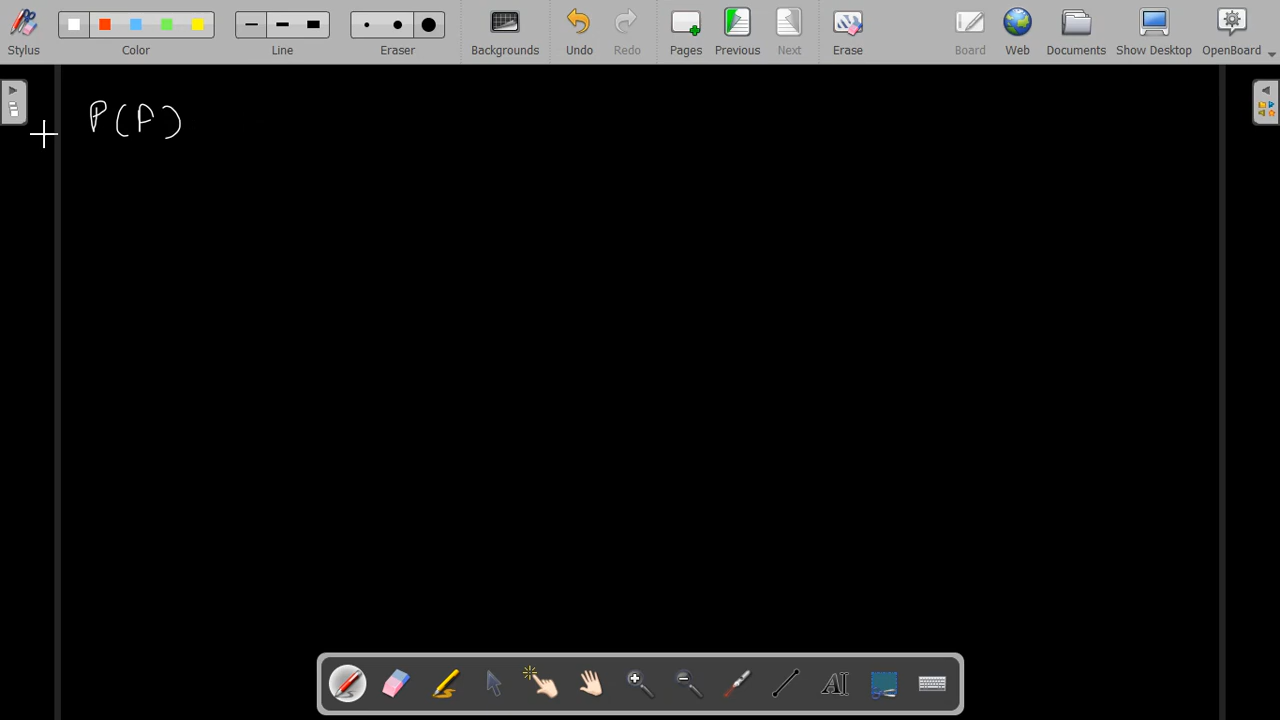 Stylus Color Line Eraser Backgrounds Undo Redo Pages Previous Next Erase Board Web Documents Show Desktop OpenBoard
P(F)